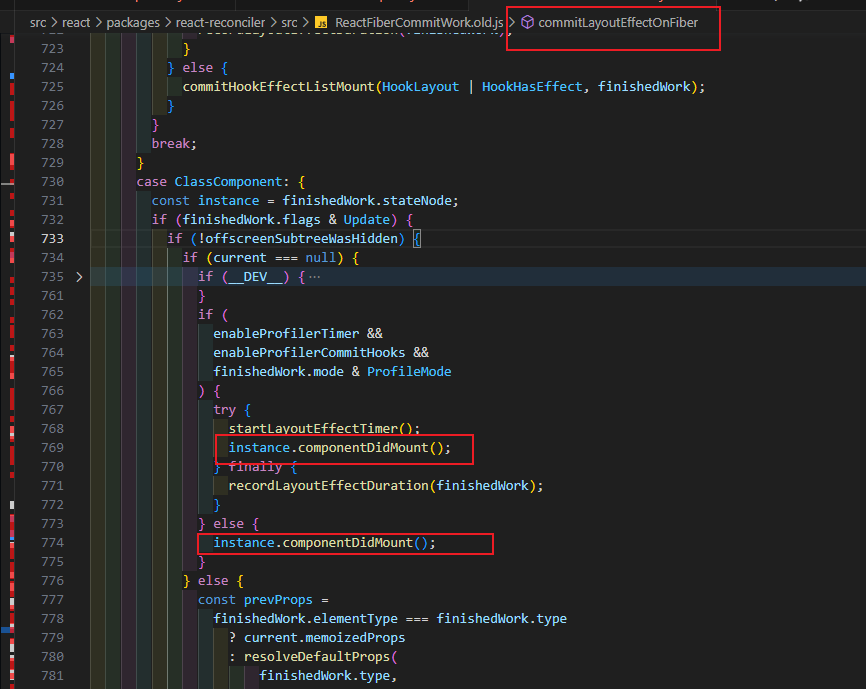 src > react > packages > react-reconciler > src > JS ReactFiberCommitWork.old.js > commitLayoutEffectOnFiber
723 }
724 } else {
725 commitHookEffectListMount(HookLayout | HookHasEffect, finishedWork);
726 }
727 }
728 break;
729 }
730 case ClassComponent: {
731 const instance = finishedWork.stateNode;
732 if (finishedWork.flags & Update) {
733 if (!offscreenSubtreeWasHidden) {
734 if (current === null) {
735 > if (__DEV__) { ···
761 }
762 if (
763 enableProfilerTimer &&
764 enableProfilerCommitHooks &&
765 finishedWork.mode & ProfileMode
766 ) {
767 try {
768 startLayoutEffectTimer();
769 instance.componentDidMount();
770 } finally {
771 recordLayoutEffectDuration(finishedWork);
772 }
773 } else {
774 instance.componentDidMount();
775 }
776 } else {
777 const prevProps =
778 finishedWork.elementType === finishedWork.type
779 ? current.memoizedProps
780 : resolveDefaultProps(
781 finishedWork.type,